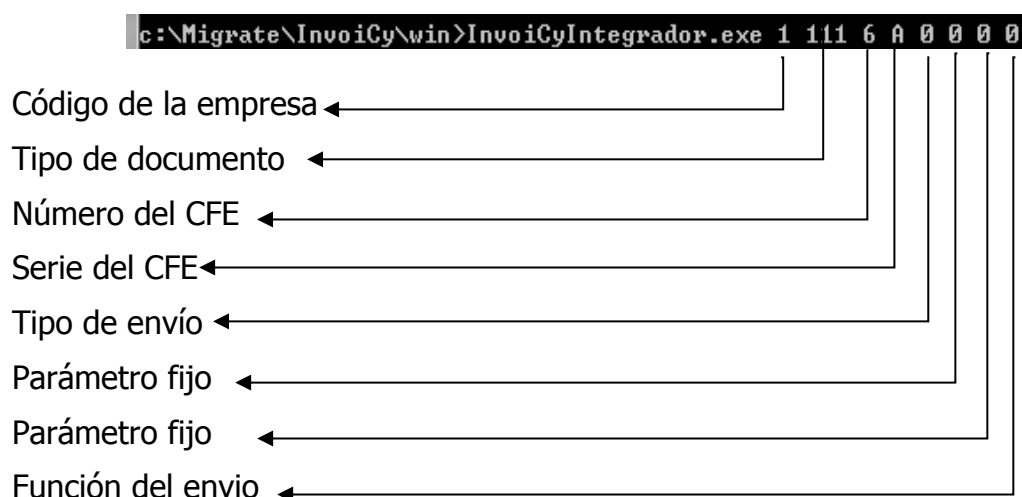 c:\Migrate\InvoiCy\win>InvoiCyIntegrador.exe 1 111 6 A 0 0 0 0
Código de la empresa
Tipo de documento
Número del CFE
Serie del CFE
Tipo de envío
Parámetro fijo
Parámetro fijo
Función del envio